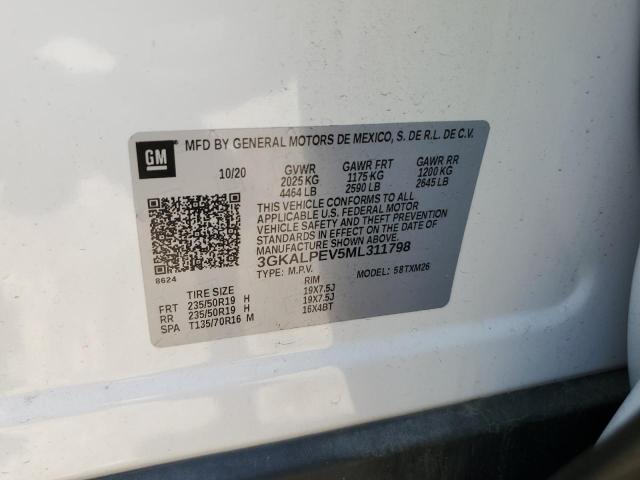 MFD BY GENERAL MOTORS DE MEXICO, S. DE R.L. DE C.V.
GM
10/20 GVWR GAWR FRT GAWR RR
2025 KG 1175 KG 1200 KG
4464 LB 2590 LB 2645 LB
THIS VEHICLE CONFORMS TO ALL
APPLICABLE U.S. FEDERAL MOTOR
VEHICLE SAFETY AND THEFT PREVENTION
STANDARDS IN EFFECT ON THE DATE OF
MANUFACTURE SHOWN ABOVE.
3GKALPEV5ML311798
8624
TYPE: M.P.V. MODEL: 58TXM26
TIRE SIZE RIM
FRT 235/50R19 H 19X7.5J
RR 235/50R19 H 19X7.5J
SPA T135/70R16 M 16X4BT